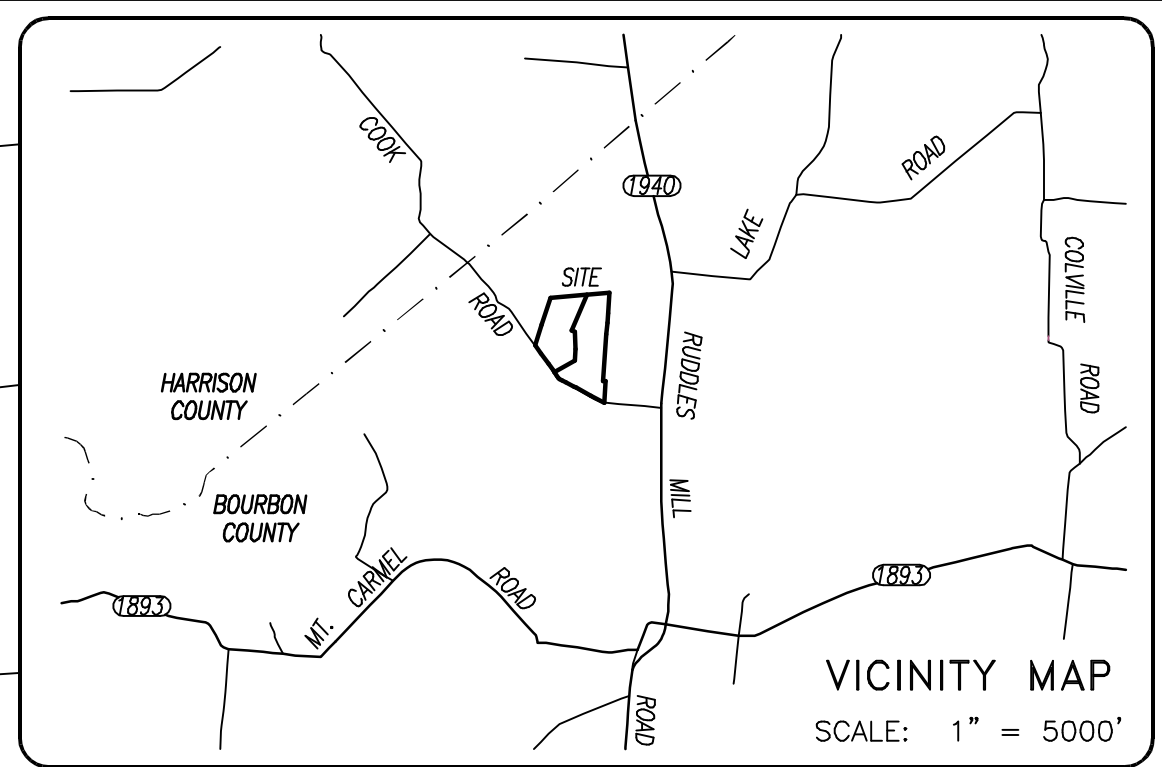 COOK
ROAD
1940
LAKE
ROAD
SITE
COLVILLE
ROAD
RUDDLES
MILL
ROAD
HARRISON
COUNTY
BOURBON
COUNTY
1893
MT. CARMEL ROAD
1893
VICINITY MAP
SCALE: 1" = 5000'